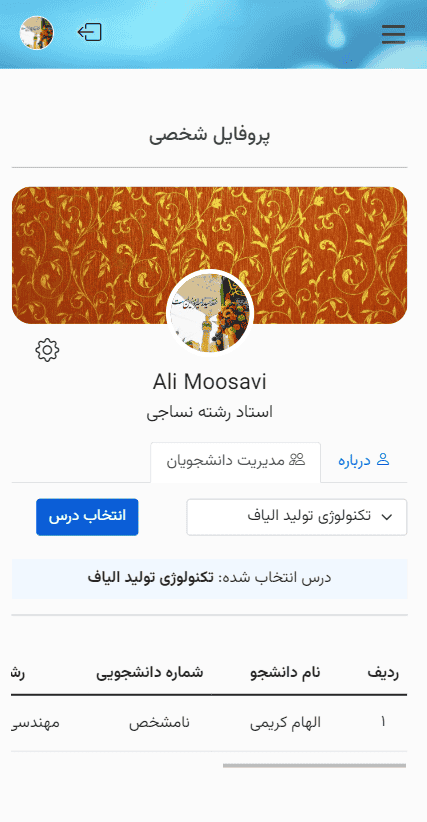 پروفایل شخصی
Ali Moosavi
استاد رشته نساجی
درباره
مدیریت دانشجویان
تکنولوژی تولید الیاف
انتخاب درس
درس انتخاب شده: تکنولوژی تولید الیاف
ردیف نام دانشجو شماره دانشجویی
۱ الهام کریمی نامشخص مهندسی